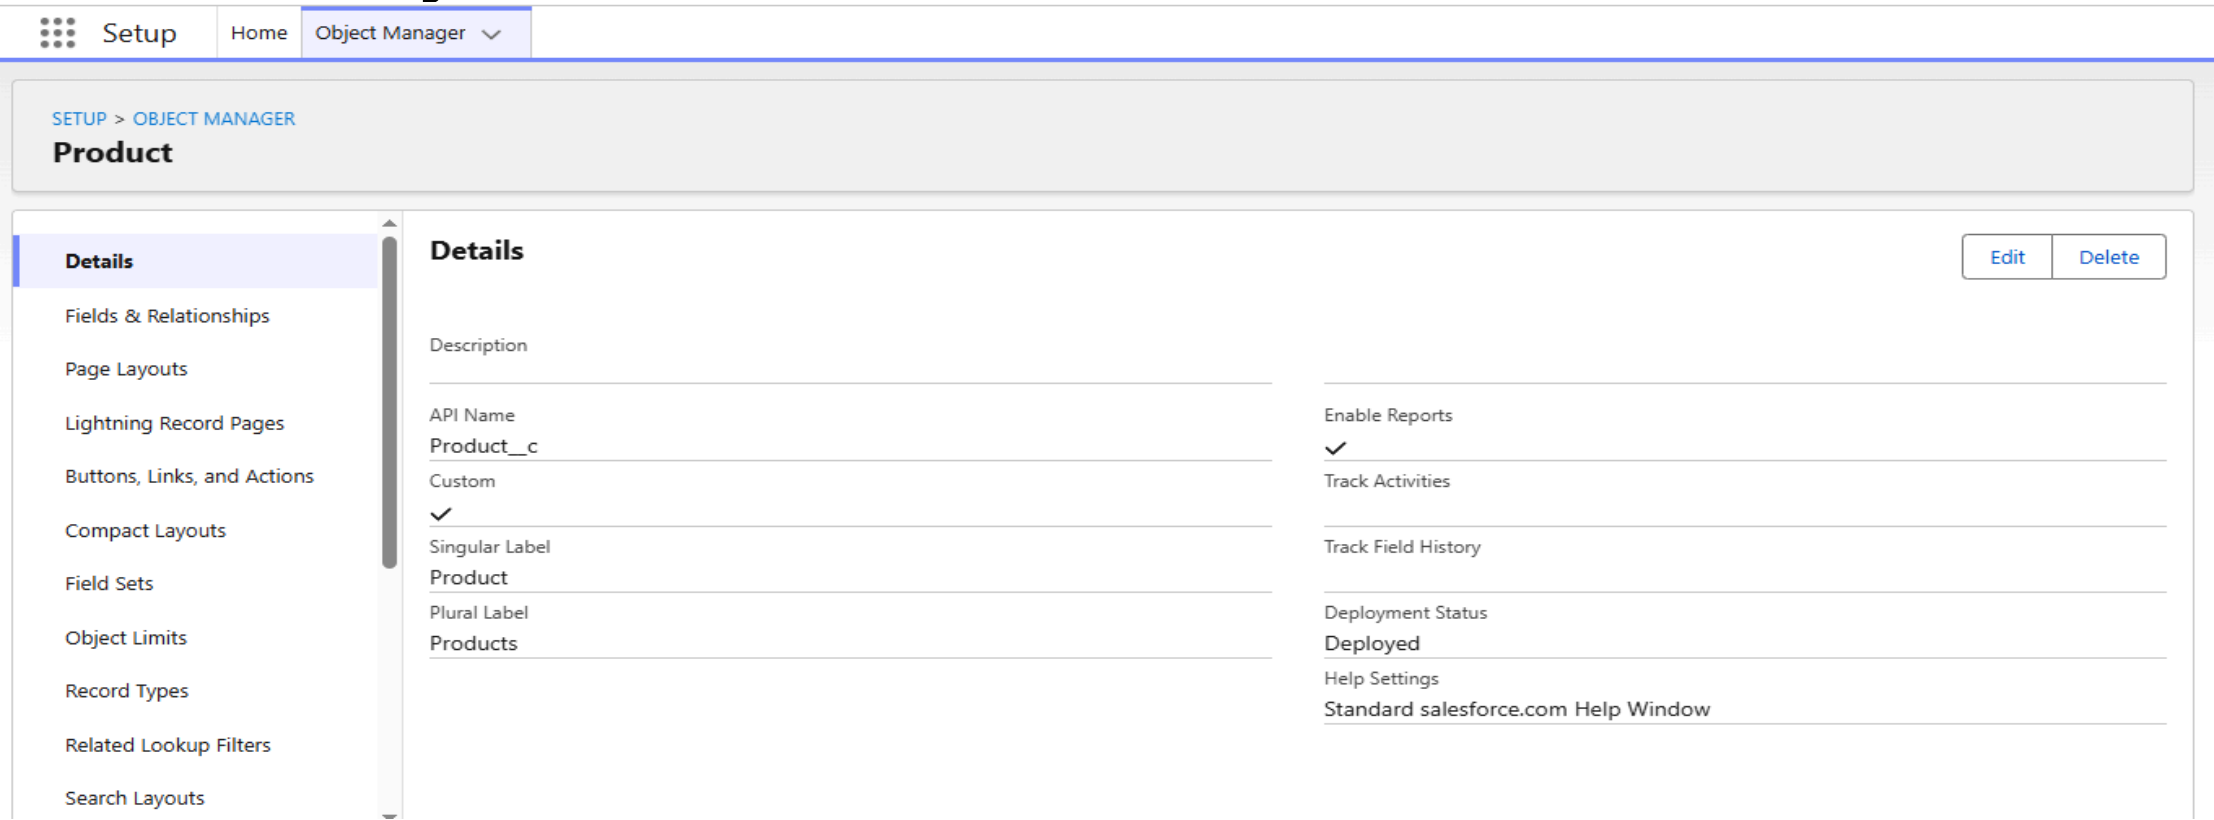 Setup Home Object Manager
SETUP > OBJECT MANAGER
Product
Details
Fields & Relationships
Page Layouts
Lightning Record Pages
Buttons, Links, and Actions
Compact Layouts
Field Sets
Object Limits
Record Types
Related Lookup Filters
Search Layouts
Details
Edit Delete
Description
API Name
Product__c
Custom
Singular Label
Product
Plural Label
Products
Enable Reports
Track Activities
Track Field History
Deployment Status
Deployed
Help Settings
Standard salesforce.com Help Window